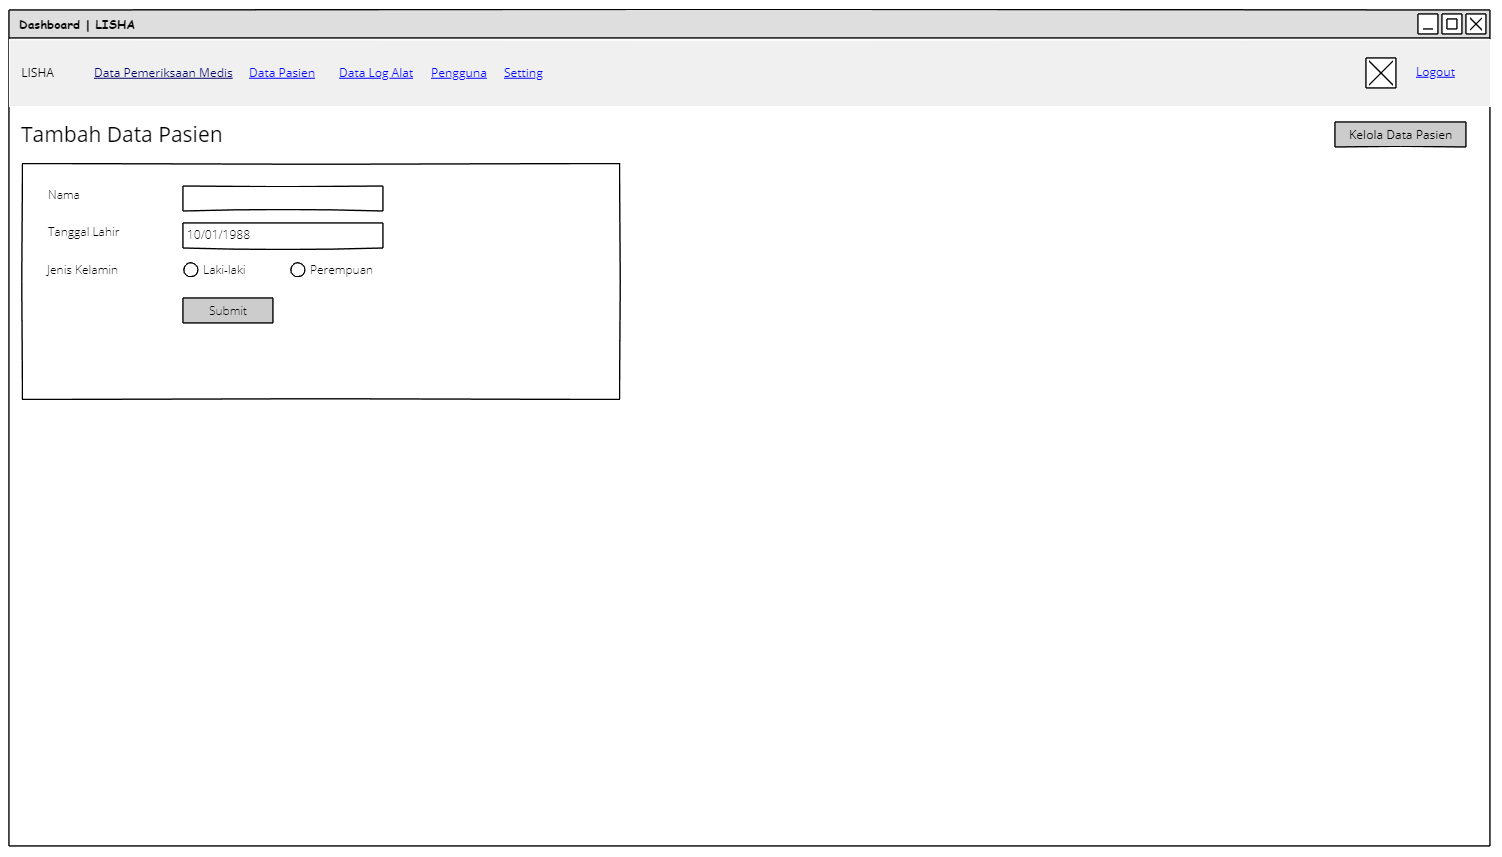 Dashboard | LISHA
LISHA Data Pemeriksaan Medis Data Pasien Data Log Alat Pengguna Setting Logout
Tambah Data Pasien Kelola Data Pasien
Nama
Tanggal Lahir 10/01/1988
Jenis Kelamin Laki-laki Perempuan
Submit